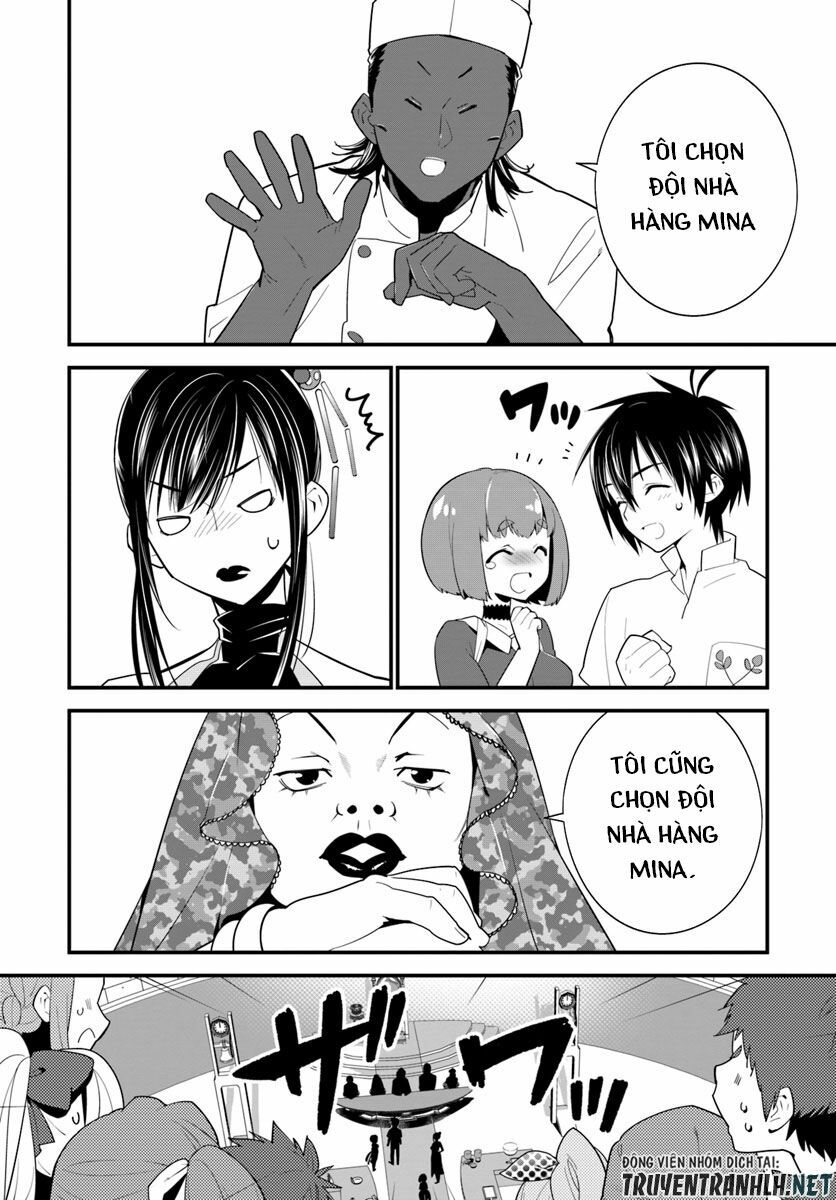 TÔI CHỌN
ĐỘI NHÀ
HÀNG MINA
ワッ
TÔI CŨNG
CHỌN ĐỘI
NHÀ HÀNG
MINA.
ザワッ
ĐỘNG VIÊN NHÓM DỊCH TẠI:
TRUYENTRANHLH.NET